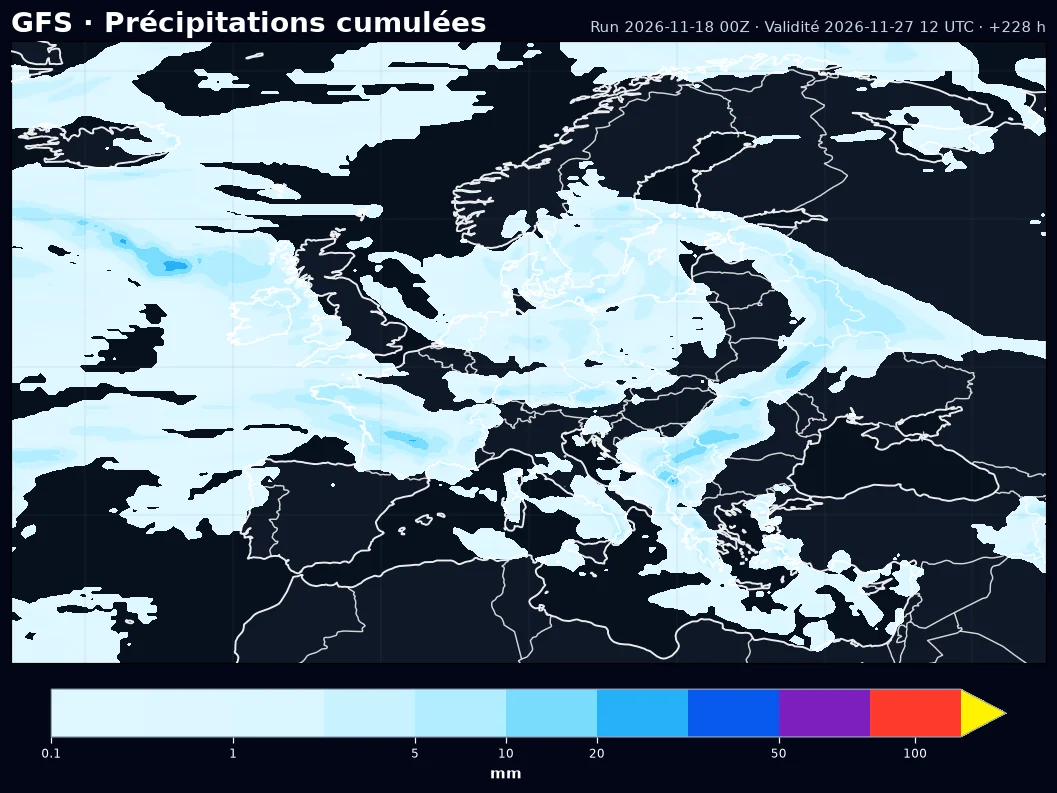 GFS · Précipitations cumulées
Run 2026-11-18 00Z · Validité 2026-11-27 12 UTC · +228 h
0.1 1 5 10 20 50 100
mm